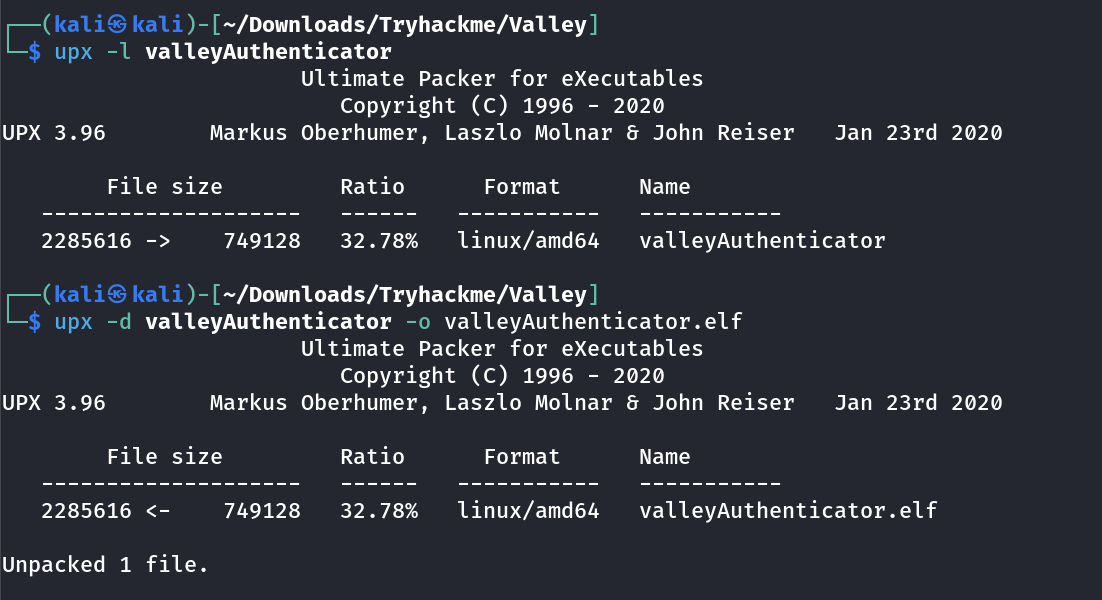 ┌──(kali㉿kali)-[~/Downloads/Tryhackme/Valley]
└─$ upx -l valleyAuthenticator
                       Ultimate Packer for eXecutables
                          Copyright (C) 1996 - 2020
UPX 3.96        Markus Oberhumer, Laszlo Molnar & John Reiser   Jan 23rd 2020

        File size         Ratio      Format      Name
   --------------------   ------   -----------   -----------
   2285616 ->    749128   32.78%   linux/amd64   valleyAuthenticator

┌──(kali㉿kali)-[~/Downloads/Tryhackme/Valley]
└─$ upx -d valleyAuthenticator -o valleyAuthenticator.elf
                       Ultimate Packer for eXecutables
                          Copyright (C) 1996 - 2020
UPX 3.96        Markus Oberhumer, Laszlo Molnar & John Reiser   Jan 23rd 2020

        File size         Ratio      Format      Name
   --------------------   ------   -----------   -----------
   2285616 <-    749128   32.78%   linux/amd64   valleyAuthenticator.elf

Unpacked 1 file.